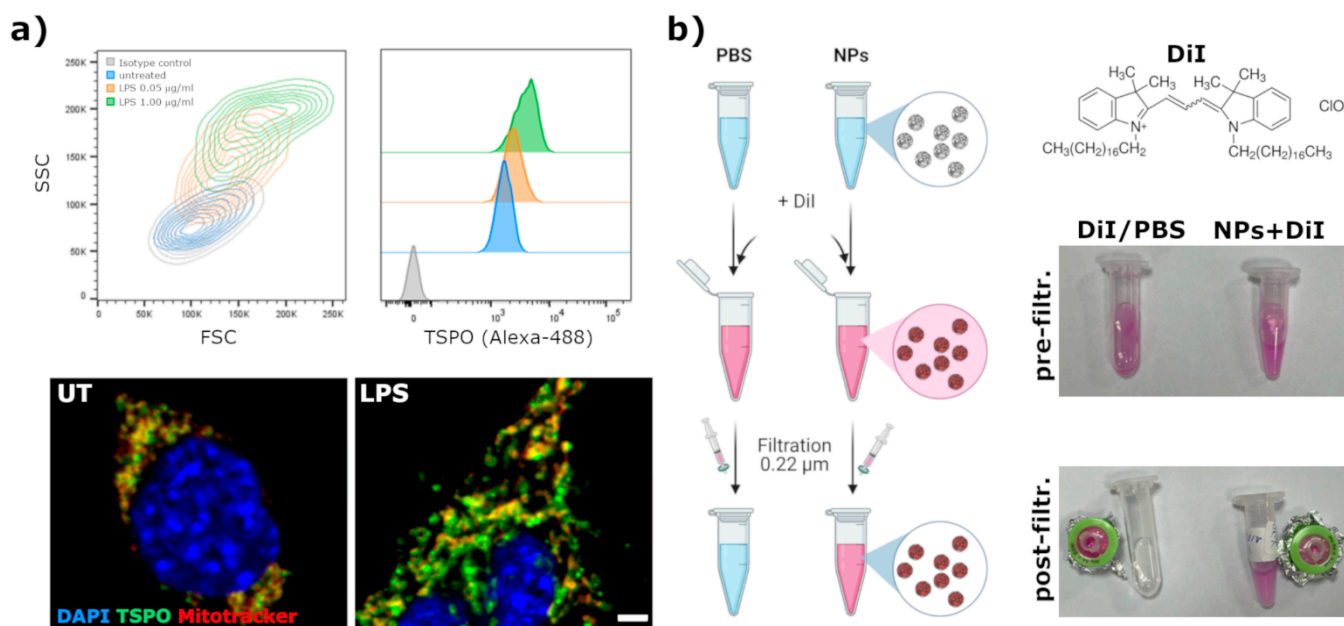 a)
250K
200K
150K
100K
50K
0
SSC
0 50K 100K 150K 200K 250K
FSC
Isotype control
untreated
LPS 0.05 µg/ml
LPS 1.00 µg/ml
0 10³ 10⁴ 10⁵
TSPO (Alexa-488)
UT
DAPI TSPO Mitotracker
LPS
b)
PBS NPs
+ DiI
Filtration
0.22 µm
DiI
H₃C CH₃ H₃C CH₃
N⁺ N
CH₃(CH₂)₁₆CH₂ CH₂(CH₂)₁₆CH₃
ClO
DiI/PBS NPs+DiI
pre-filtr.
post-filtr.